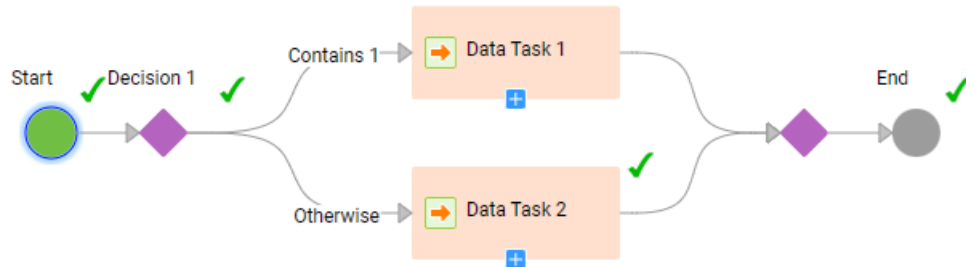 Start
Decision 1
Contains 1
Data Task 1
Otherwise
Data Task 2
End